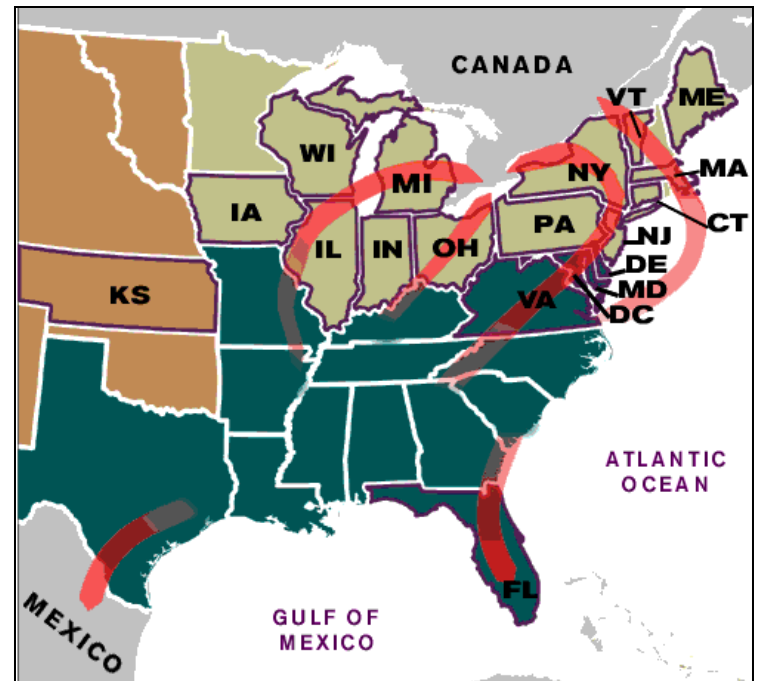 CANADA
VT
ME
WI
MI
NY
MA
IA
IL
IN
OH
PA
CT
NJ
DE
KS
VA
MD
DC
ATLANTIC
OCEAN
FL
MEXICO
GULF OF
MEXICO